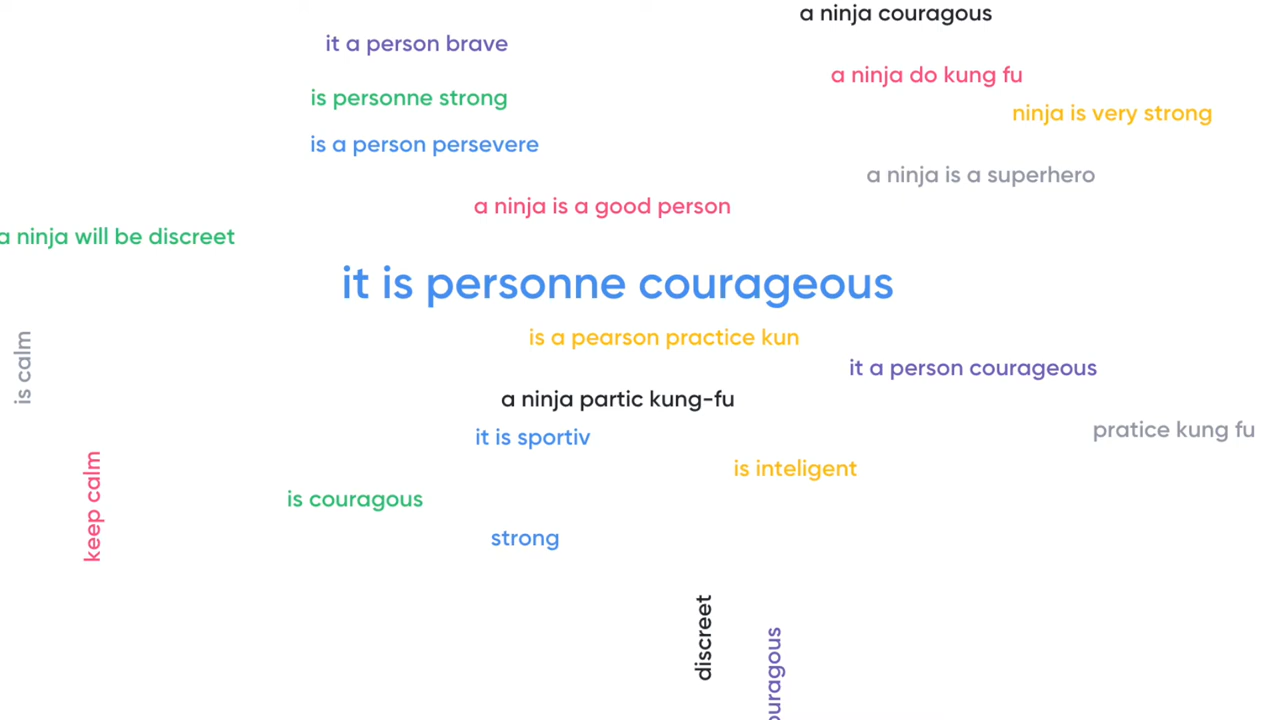 a ninja couragous
it a person brave
a ninja do kung fu
is personne strong
ninja is very strong
is a person persevere
a ninja is a superhero
a ninja is a good person
a ninja will be discreet
it is personne courageous
is a pearson practice kun
is calm
it a person courageous
a ninja partic kung-fu
pratice kung fu
it is sportiv
is inteligent
keep calm
is couragous
strong
discreet